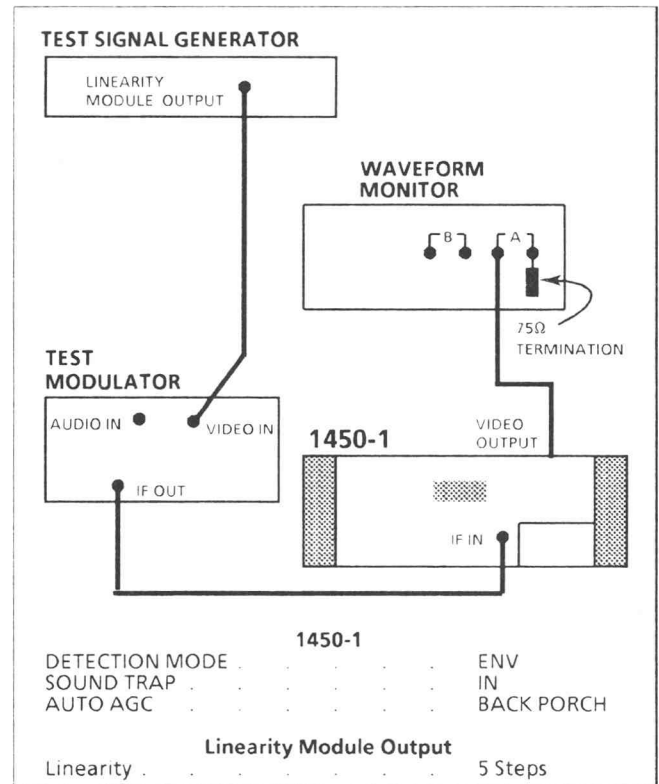 TEST SIGNAL GENERATOR
LINEARITY
MODULE OUTPUT
WAVEFORM
MONITOR
B
A
75Ω
TERMINATION
TEST
MODULATOR
AUDIO IN
VIDEO IN
IF OUT
1450-1
VIDEO
OUTPUT
IF IN
1450-1
DETECTION MODE . . . . . . ENV
SOUND TRAP . . . . . . IN
AUTO AGC . . . . . . BACK PORCH
Linearity Module Output
Linearity . . . . . . . 5 Steps